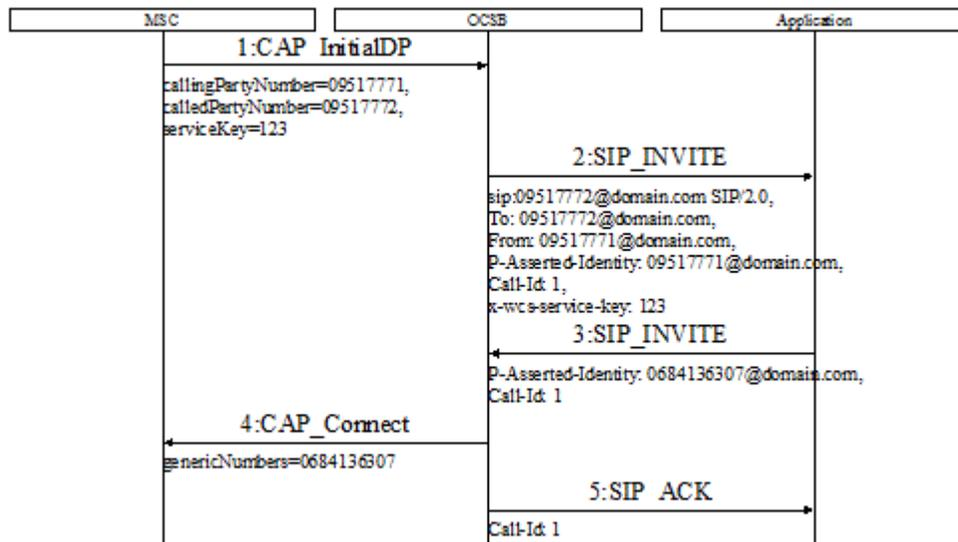 MSC
OCSB
Application
1:CAP_InitialDP
callingPartyNumber=09517771,
calledPartyNumber=09517772,
serviceKey=123
2:SIP_INVITE
sip:09517772@domain.com SIP/2.0,
To: 09517772@domain.com,
From: 09517771@domain.com,
P-Asserted-Identity: 09517771@domain.com,
Call-Id: 1,
x-wcs-service-key: 123
3:SIP_INVITE
P-Asserted-Identity: 0684136307@domain.com,
Call-Id: 1
4:CAP_Connect
genericNumbers=0684136307
5:SIP_ACK
Call-Id: 1